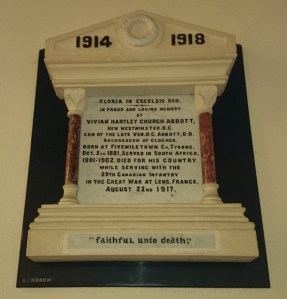 1914 1918
GLORIA IN EXCELSIS DEO.
IN PROUD AND LOVING MEMORY
OF
VIVIAN HARTLEY CHURCH ABBOTT,
NEW WESTMINSTER, B.C.
SON OF THE LATE VEN. D.C. ABBOTT, D.D.
ARCHDEACON OF CLOGHER.
BORN AT FIVEMILETOWN CO. TYRONE,
OCT. 5TH 1881, SERVED IN SOUTH AFRICA,
1901-1902, DIED FOR HIS COUNTRY
WHILE SERVING WITH THE
29TH CANADIAN INFANTRY
IN THE GREAT WAR AT LENS, FRANCE,
AUGUST 22ND 1917.
"faithful unto death;"